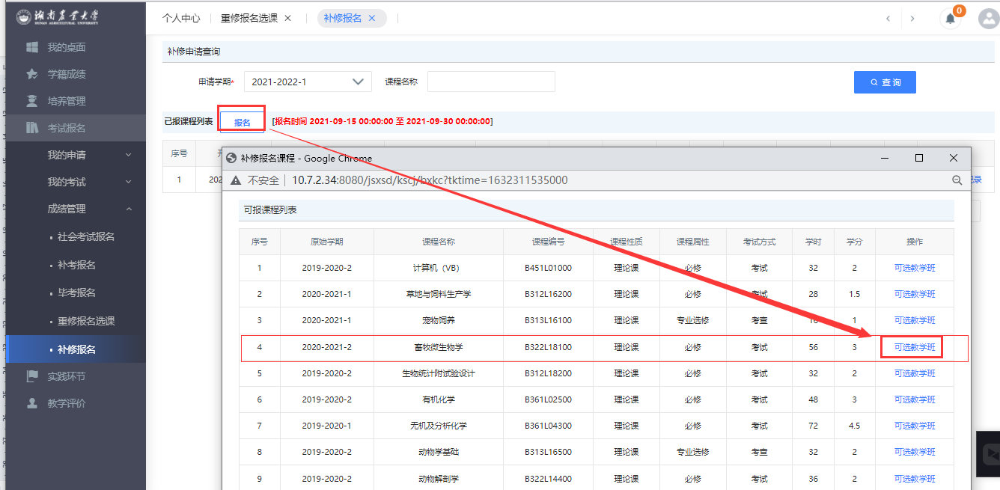 湖南农业大学
HUNAN AGRICULTURAL UNIVERSITY
个人中心 重修报名选课 × 补修报名 × 0
我的桌面
学籍成绩
培养管理
考试报名
我的申请
我的考试
成绩管理
社会考试报名
补考报名
毕考报名
重修报名选课
补修报名
实践环节
教学评价
补修申请查询
申请学期* 2021-2022-1 课程名称 查询
已报课程列表 报名 [报名时间 2021-09-15 00:00:00 至 2021-09-30 00:00:00]
序号
1 202
补修报名课程 - Google Chrome
不安全 10.7.2.34:8080/jsxsd/kscj/bxkc?tktime=1632311535000
可报课程列表
序号 原始学期 课程名称 课程编号 课程性质 课程属性 考试方式 学时 学分 操作
1 2019-2020-2 计算机（VB） B451L01000 理论课 必修 考试 32 2 可选教学班
2 2020-2021-1 草地与饲料生产学 B312L16200 理论课 必修 考试 28 1.5 可选教学班
3 2020-2021-1 宠物饲养 B313L16100 理论课 专业选修 考查 1 可选教学班
4 2020-2021-2 畜牧微生物学 B322L18100 理论课 必修 考试 56 3 可选教学班
5 2019-2020-2 生物统计附试验设计 B312L18200 理论课 必修 考试 32 2 可选教学班
6 2019-2020-2 有机化学 B361L02500 理论课 必修 考试 48 3 可选教学班
7 2019-2020-1 无机及分析化学 B361L04300 理论课 必修 考试 72 4.5 可选教学班
8 2019-2020-2 动物学基础 B313L16500 理论课 专业选修 考查 32 2 可选教学班
9 2019-2020-2 动物解剖学 B322L14400 理论课 必修 考试 36 2 可选教学班